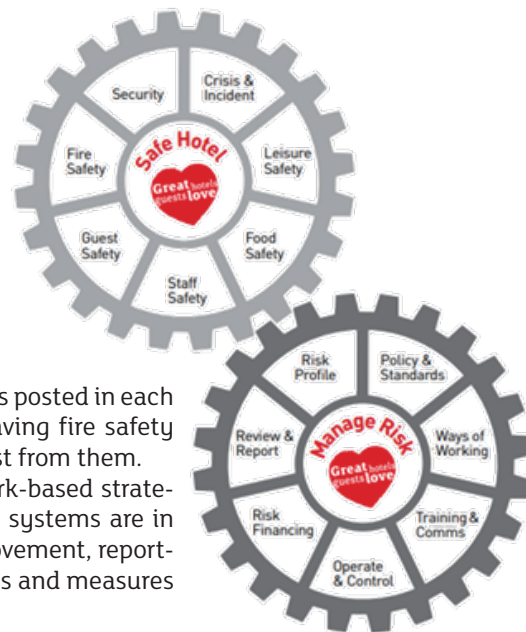 Security
Crisis &
Incident
Fire
Safety
Safe Hotel
Great hotels
guests love
Leisure
Safety
Guest
Safety
Food
Safety
Staff
Safety
s posted in each
aving fire safety
st from them.
rk-based strate-
systems are in
ovement, report-
s and measures
Risk
Profile
Policy &
Standards
Review &
Report
Manage Risk
Great hotels
guests love
Ways of
Working
Risk
Financing
Training &
Comms
Operate
& Control